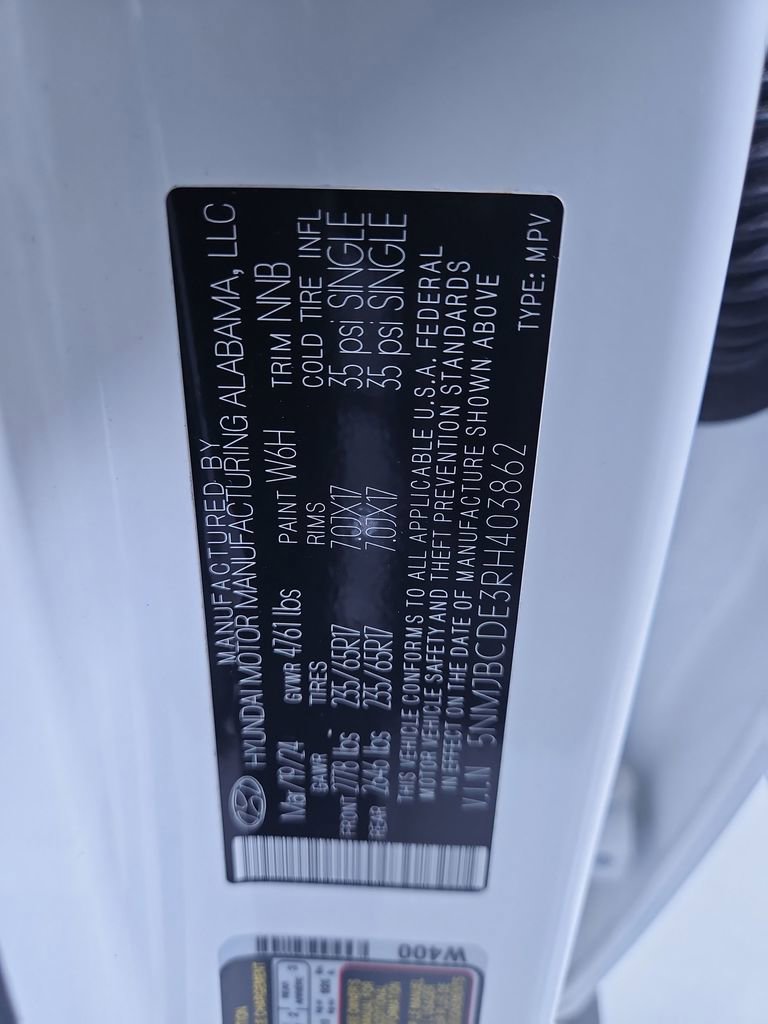 MANUFACTURED BY
HYUNDAI MOTOR MANUFACTURING ALABAMA, LLC
Mar/19/24 GVWR 4761 lbs PAINT W6H TRIM NNB
GAWR TIRES RIMS COLD TIRE INFL
FRONT 2778 lbs 235/65R17 7.0JX17 35 psi SINGLE
REAR 2646 lbs 235/65R17 7.0JX17 35 psi SINGLE
THIS VEHICLE CONFORMS TO ALL APPLICABLE U.S.A. FEDERAL
MOTOR VEHICLE SAFETY AND THEFT PREVENTION STANDARDS
IN EFFECT ON THE DATE OF MANUFACTURE SHOWN ABOVE
V.I.N 5NMJBCDE3RH403862
TYPE: MPV
W400